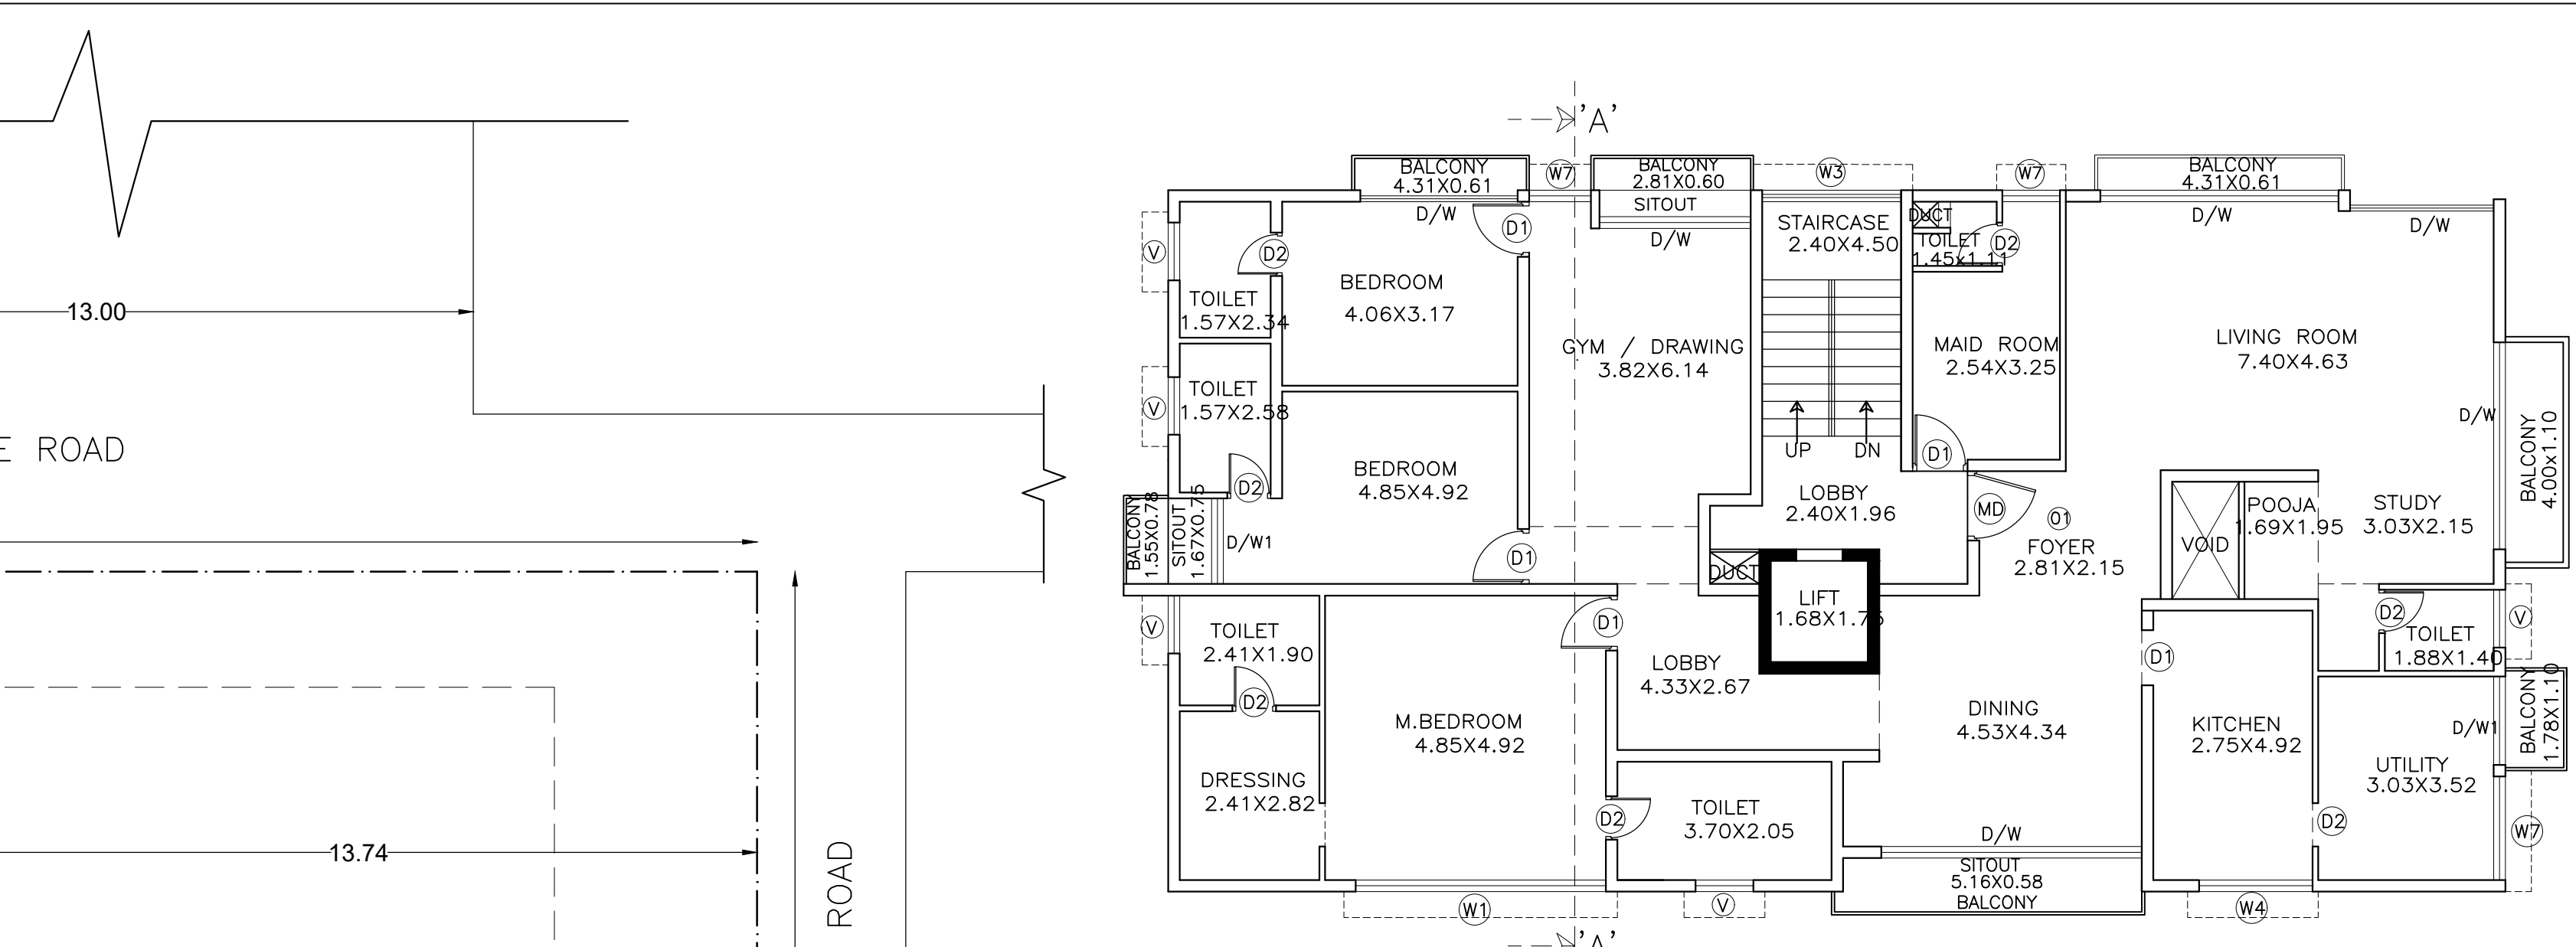 'A'
BALCONY
4.31X0.61
W7
BALCONY
2.81X0.60
W3
W7
BALCONY
4.31X0.61
D/W
D1
SITOUT
D/W
STAIRCASE
2.40X4.50
DUCT
TOILET
1.45x1.11
D2
D/W
D/W
V
D2
TOILET
1.57X2.34
BEDROOM
4.06X3.17
GYM / DRAWING
3.82X6.14
MAID ROOM
2.54X3.25
LIVING ROOM
7.40X4.63
13.00
V
TOILET
1.57X2.58
D/W
BALCONY
4.00x1.10
E ROAD
UP
DN
D1
BEDROOM
4.85X4.92
D2
LOBBY
2.40X1.96
MD
01
FOYER
2.81X2.15
VOID
POOJA
1.69X1.95
STUDY
3.03X2.15
BALCONY
1.55X0.78
SITOUT
1.67X0.75
D/W1
D1
DUCT
LIFT
1.68X1.75
V
TOILET
2.41X1.90
D1
D2
V
TOILET
1.88X1.40
D1
LOBBY
4.33X2.67
D2
M.BEDROOM
4.85X4.92
DINING
4.53X4.34
KITCHEN
2.75X4.92
D/W1
BALCONY
1.78X1.10
UTILITY
3.03X3.52
DRESSING
2.41X2.82
D2
TOILET
3.70X2.05
D/W
D2
W7
13.74
ROAD
SITOUT
5.16X0.58
BALCONY
W1
V
W4
'A'